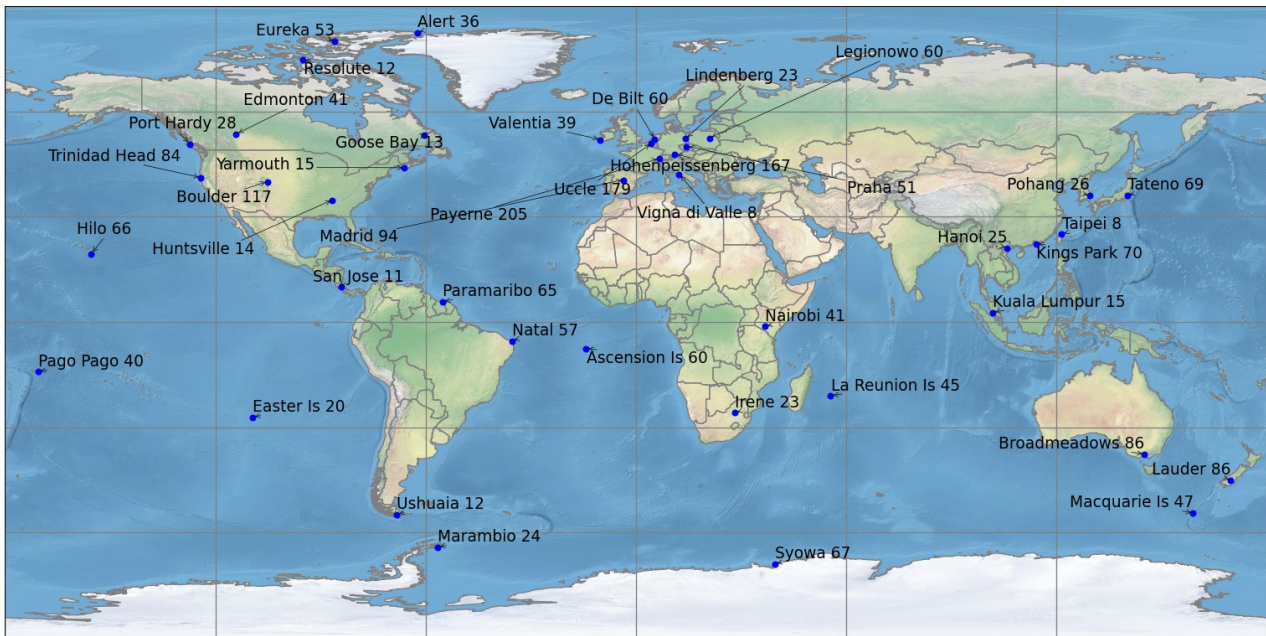 Alert 36
Eureka 53
Resolute 12
Legionowo 60
Lindenberg 23
De Bilt 60
Edmonton 41
Port Hardy 28
Valentia 39
Goose Bay 13
Trinidad Head 84
Yarmouth 15
Hohenpeissenberg 167
Boulder 117
Uccle 179
Praha 51
Pohang 26
Tateno 69
Payerne 205
Vigna di Valle 8
Hilo 66
Madrid 94
Huntsville 14
Taipei 8
Hanoi 25
Kings Park 70
San Jose 11
Paramaribo 65
Kuala Lumpur 15
Nairobi 41
Natal 57
Ascension Is 60
Pago Pago 40
La Reunion Is 45
Easter Is 20
Irene 23
Broadmeadows 86
Lauder 86
Ushuaia 12
Macquarie Is 47
Marambio 24
Syowa 67